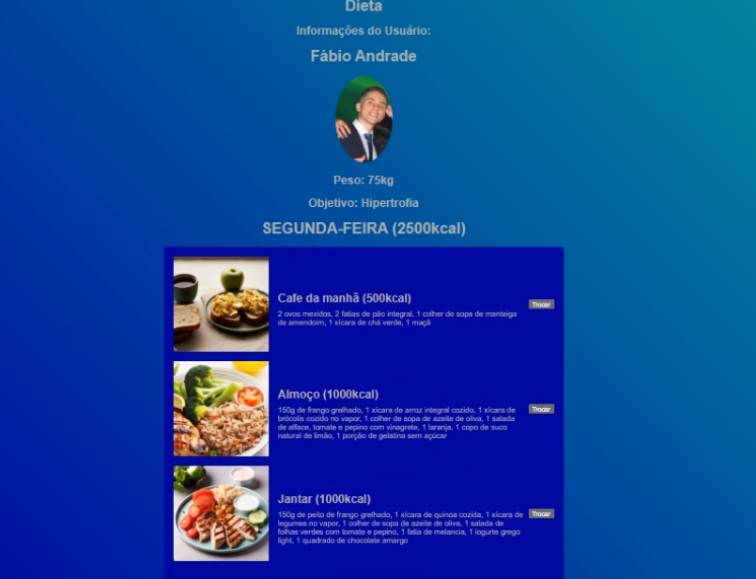 Dieta
Informações do Usuário:
Fábio Andrade
Peso: 75kg
Objetivo: Hipertrofia
SEGUNDA-FEIRA (2500kcal)
Cafe da manhã (500kcal)
2 ovos mexidos, 2 fatias de pão integral, 1 colher de sopa de manteiga
de amendoim, 1 xícara de chá verde, 1 maçã
Trocar
Almoço (1000kcal)
150g de frango grelhado, 1 xícara de arroz integral cozido, 1 xícara de
brócolis cozido no vapor, 1 colher de sopa de azeite de oliva, 1 salada
de alface, tomate e pepino com vinagrete, 1 laranja, 1 copo de suco
natural de limão, 1 porção de gelatina sem açúcar
Trocar
Jantar (1000kcal)
150g de peito de frango grelhado, 1 xícara de quinoa cozida, 1 xícara de
legumes no vapor, 1 colher de sopa de azeite de oliva, 1 salada de
folhas verdes com tomate e pepino, 1 fatia de melancia, 1 iogurte grego
light, 1 quadrado de chocolate amargo
Trocar